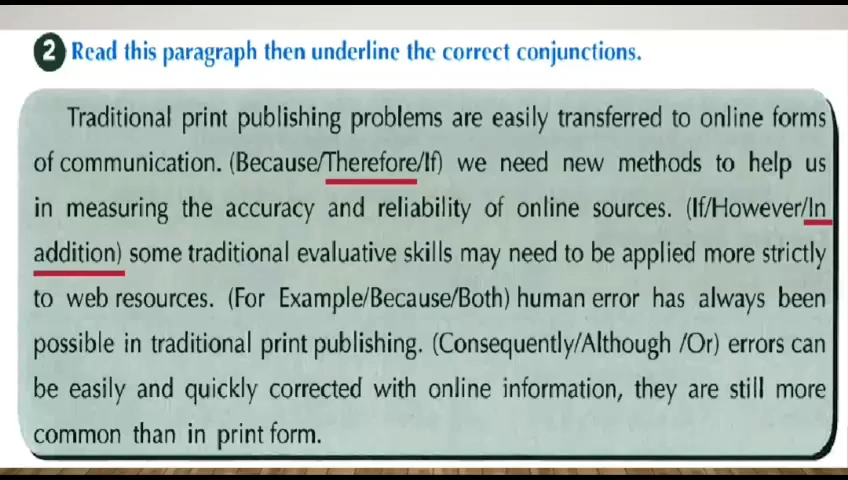 2 Read this paragraph then underline the correct conjunctions.
Traditional print publishing problems are easily transferred to online forms
of communication. (Because/Therefore/If) we need new methods to help us
in measuring the accuracy and reliability of online sources. (If/However/In
addition) some traditional evaluative skills may need to be applied more strictly
to web resources. (For Example/Because/Both) human error has always been
possible in traditional print publishing. (Consequently/Although /Or) errors can
be easily and quickly corrected with online information, they are still more
common than in print form.